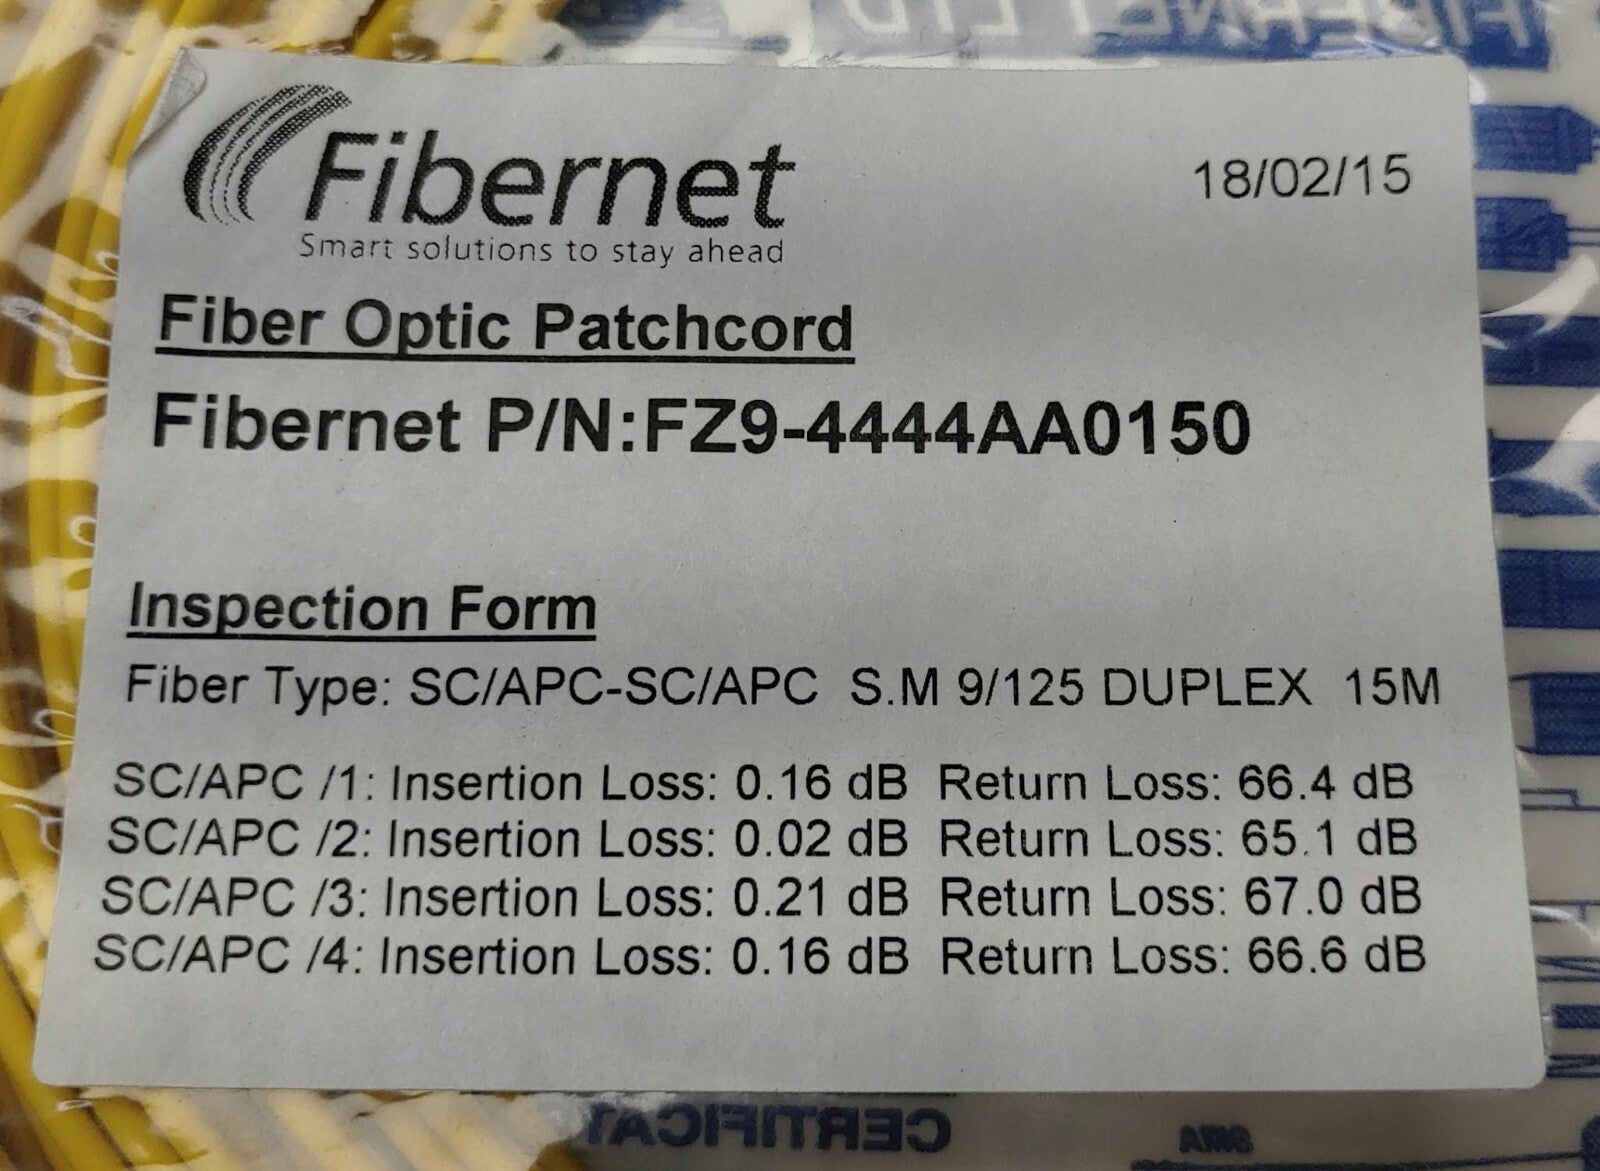 FIBERNET LTD
Fibernet
18/02/15
Smart solutions to stay ahead
Fiber Optic Patchcord
Fibernet P/N:FZ9-4444AA0150
Inspection Form
Fiber Type: SC/APC-SC/APC S.M 9/125 DUPLEX 15M
SC/APC /1: Insertion Loss: 0.16 dB Return Loss: 66.4 dB
SC/APC /2: Insertion Loss: 0.02 dB Return Loss: 65.1 dB
SC/APC /3: Insertion Loss: 0.21 dB Return Loss: 67.0 dB
SC/APC /4: Insertion Loss: 0.16 dB Return Loss: 66.6 dB
CERTIFICAT
SMA